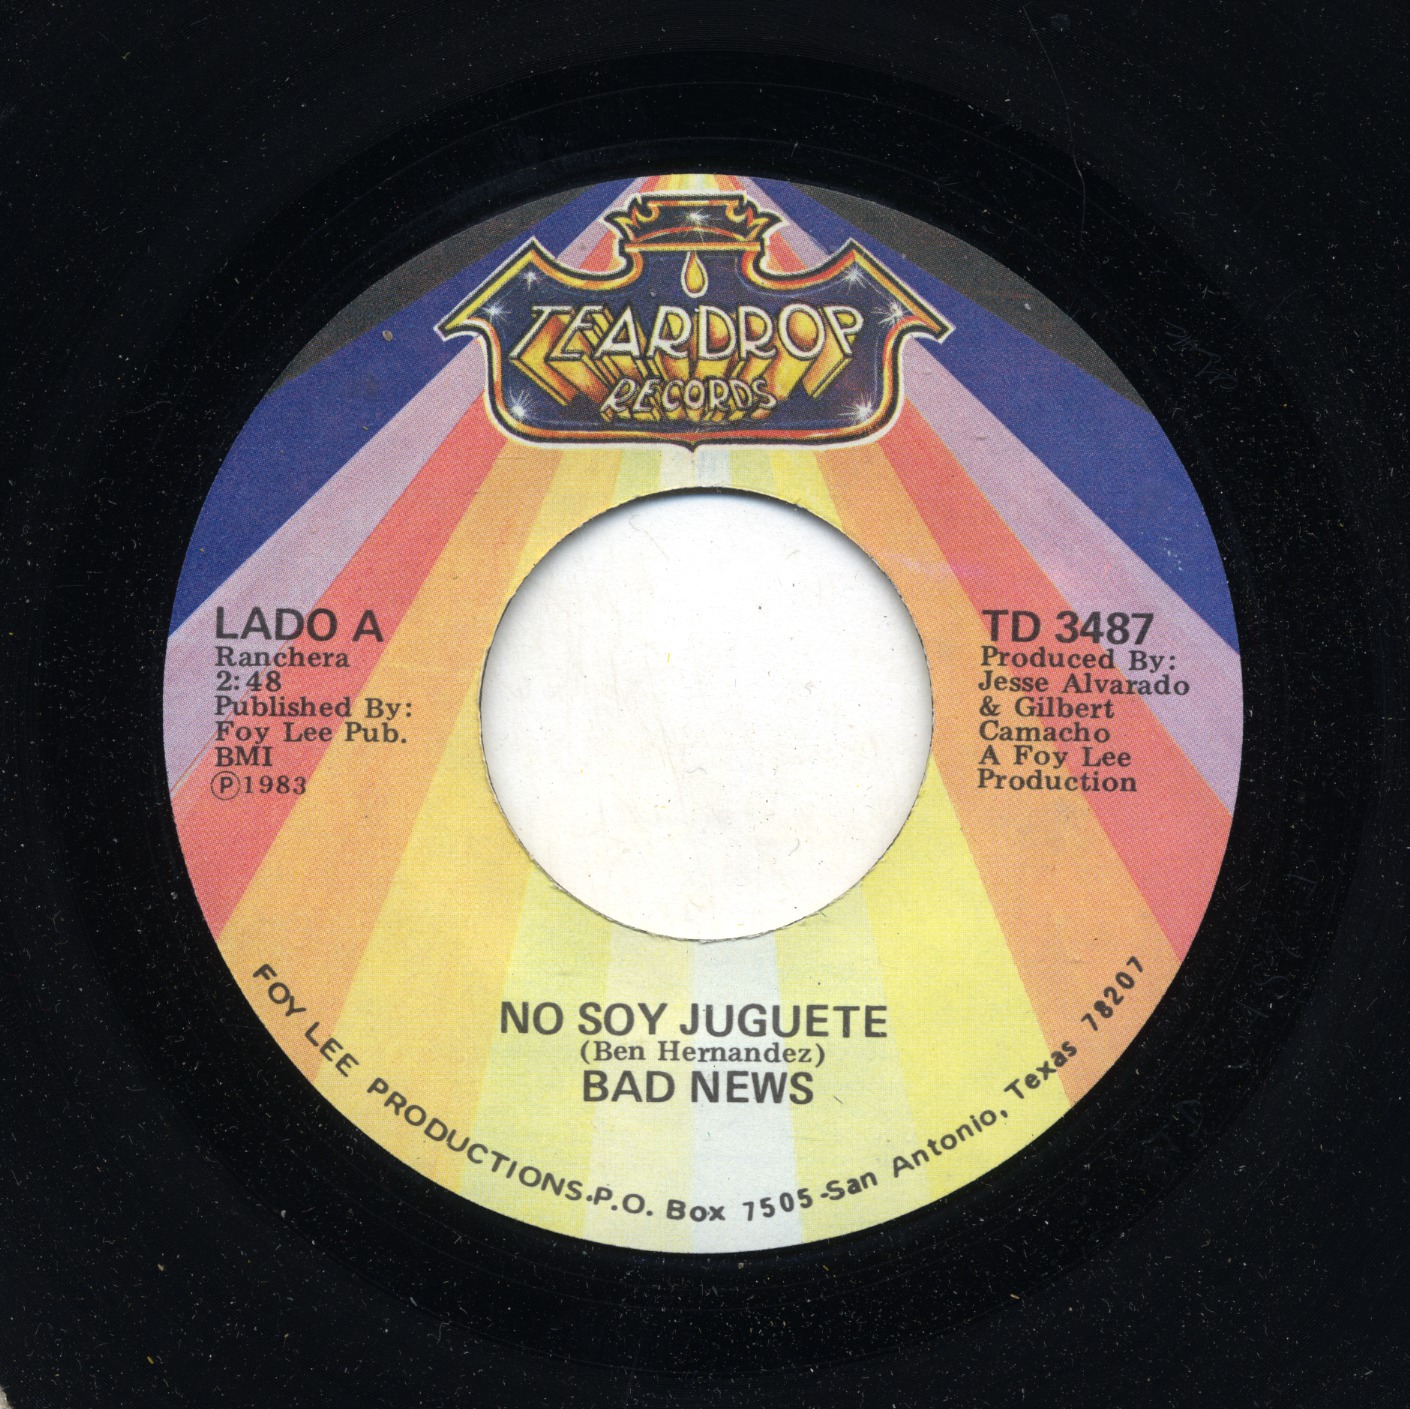 TEARDROP
RECORDS
LADO A
Ranchera
2:48
Published By:
Foy Lee Pub.
BMI
Ⓟ1983
TD 3487
Produced By:
Jesse Alvarado
& Gilbert
Camacho
A Foy Lee
Production
NO SOY JUGUETE
(Ben Hernandez)
BAD NEWS
FOY LEE PRODUCTIONS.P.O. Box 7505-San Antonio, Texas 78207